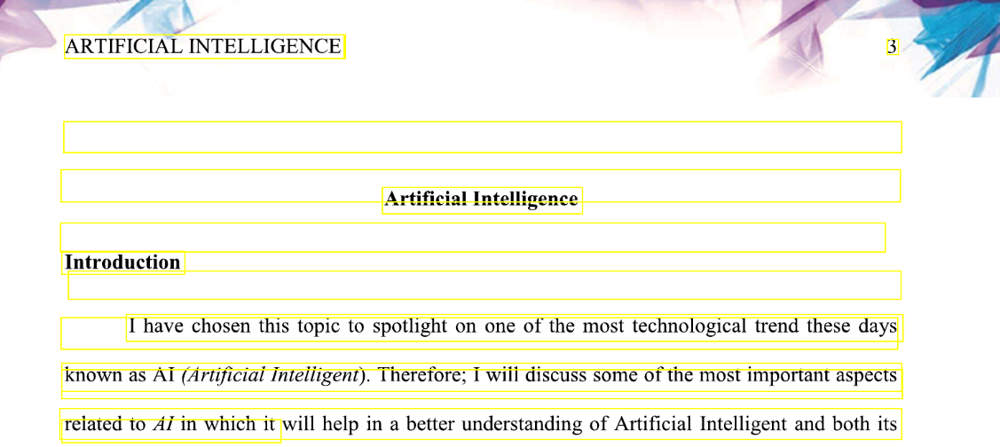 ARTIFICIAL INTELLIGENCE 3
Artificial Intelligence
Introduction
I have chosen this topic to spotlight on one of the most technological trend these days
known as AI (Artificial Intelligent). Therefore; I will discuss some of the most important aspects
related to AI in which it will help in a better understanding of Artificial Intelligent and both its